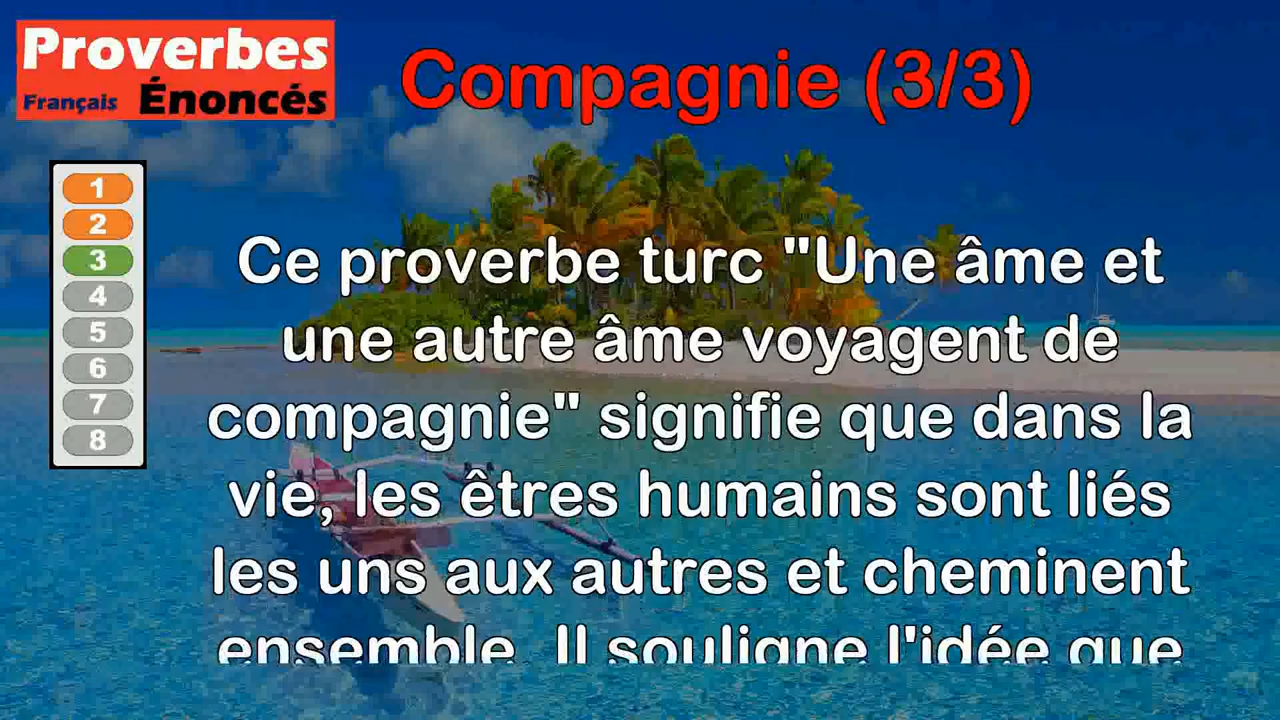 Proverbes
Français Énoncés
Compagnie (3/3)
1
2
3
4
5
6
7
8
Ce proverbe turc "Une âme et
une autre âme voyagent de
compagnie" signifie que dans la
vie, les êtres humains sont liés
les uns aux autres et cheminent
ensemble. Il souligne l'idée que